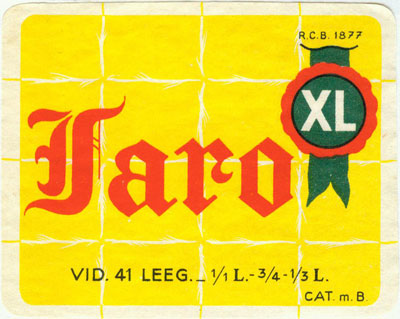 R.C.B. 1877
XL
Faro
VID. 41 LEEG. _ 1/1 L.-3/4-1/3 L.
CAT. m. B.